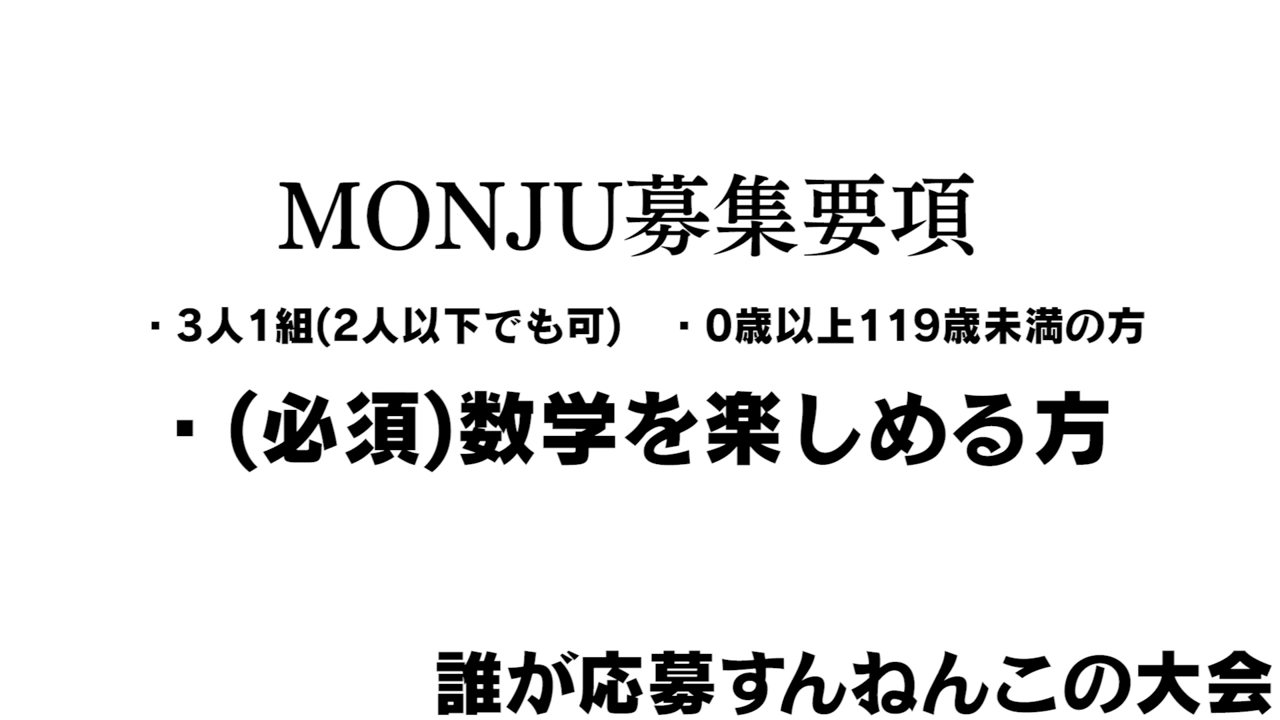 MONJU募集要項
・3人1組(2人以下でも可) ・0歳以上119歳未満の方
・(必須)数学を楽しめる方
誰が応募すんねんこの大会